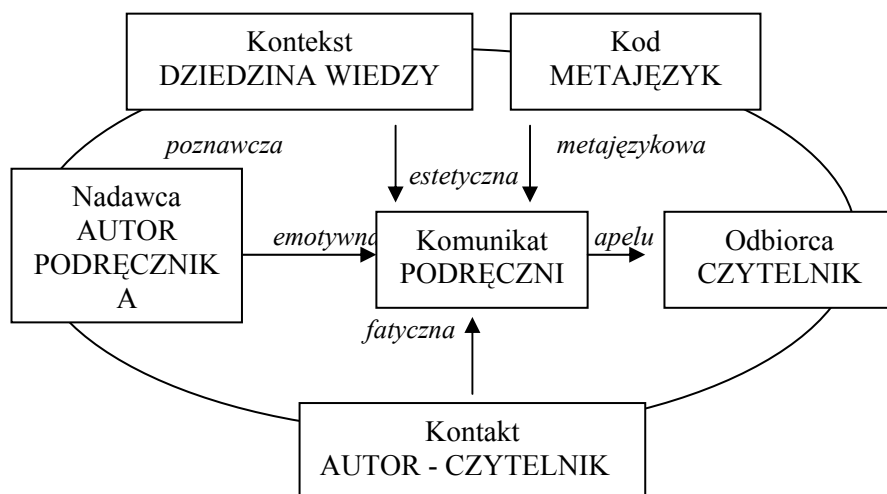 Kontekst
DZIEDZINA WIEDZY
Kod
METAJĘZYK
poznawcza
metajęzykowa
estetyczna
Nadawca
AUTOR
PODRĘCZNIK
A
emotywna
Komunikat
PODRĘCZNI
apelu
Odbiorca
CZYTELNIK
fatyczna
Kontakt
AUTOR - CZYTELNIK